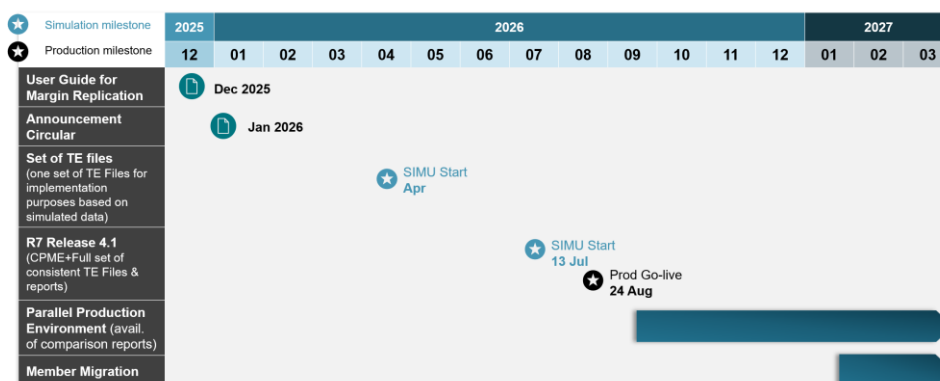 Simulation milestone
Production milestone
2025 2026 2027
12 01 02 03 04 05 06 07 08 09 10 11 12 01 02 03
User Guide for
Margin Replication
Dec 2025
Announcement
Circular
Jan 2026
Set of TE files
(one set of TE Files for
implementation
purposes based on
simulated data)
SIMU Start
Apr
R7 Release 4.1
(CPME+Full set of
consistent TE Files &
reports)
SIMU Start
13 Jul
Prod Go-live
24 Aug
Parallel Production
Environment (avail.
of comparison reports)
Member Migration